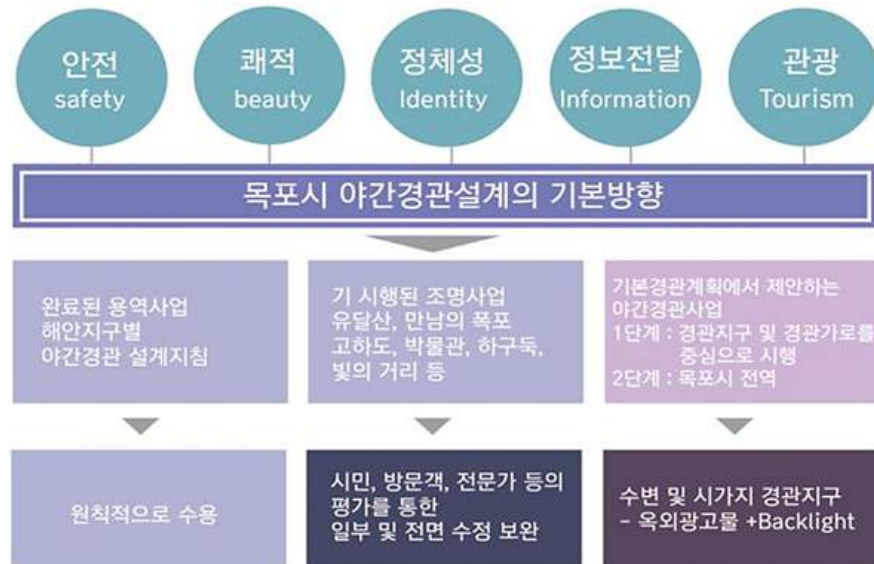 안전
safety
쾌적
beauty
정체성
Identity
정보전달
Information
관광
Tourism
목포시 야간경관설계의 기본방향
완료된 용역사업
해안지구별
야간경관 설계지침
기 시행된 조명사업
유달산, 만남의 폭포
고하도, 박물관, 하구둑,
빛의 거리 등
기본경관계획에서 제안하는
야간경관사업
1단계 : 경관지구 및 경관가로를
중심으로 시행
2단계 : 목포시 전역
원칙적으로 수용
시민, 방문객, 전문가 등의
평가를 통한
일부 및 전면 수정 보완
수변 및 시가지 경관지구
– 옥외광고물 +Backlight